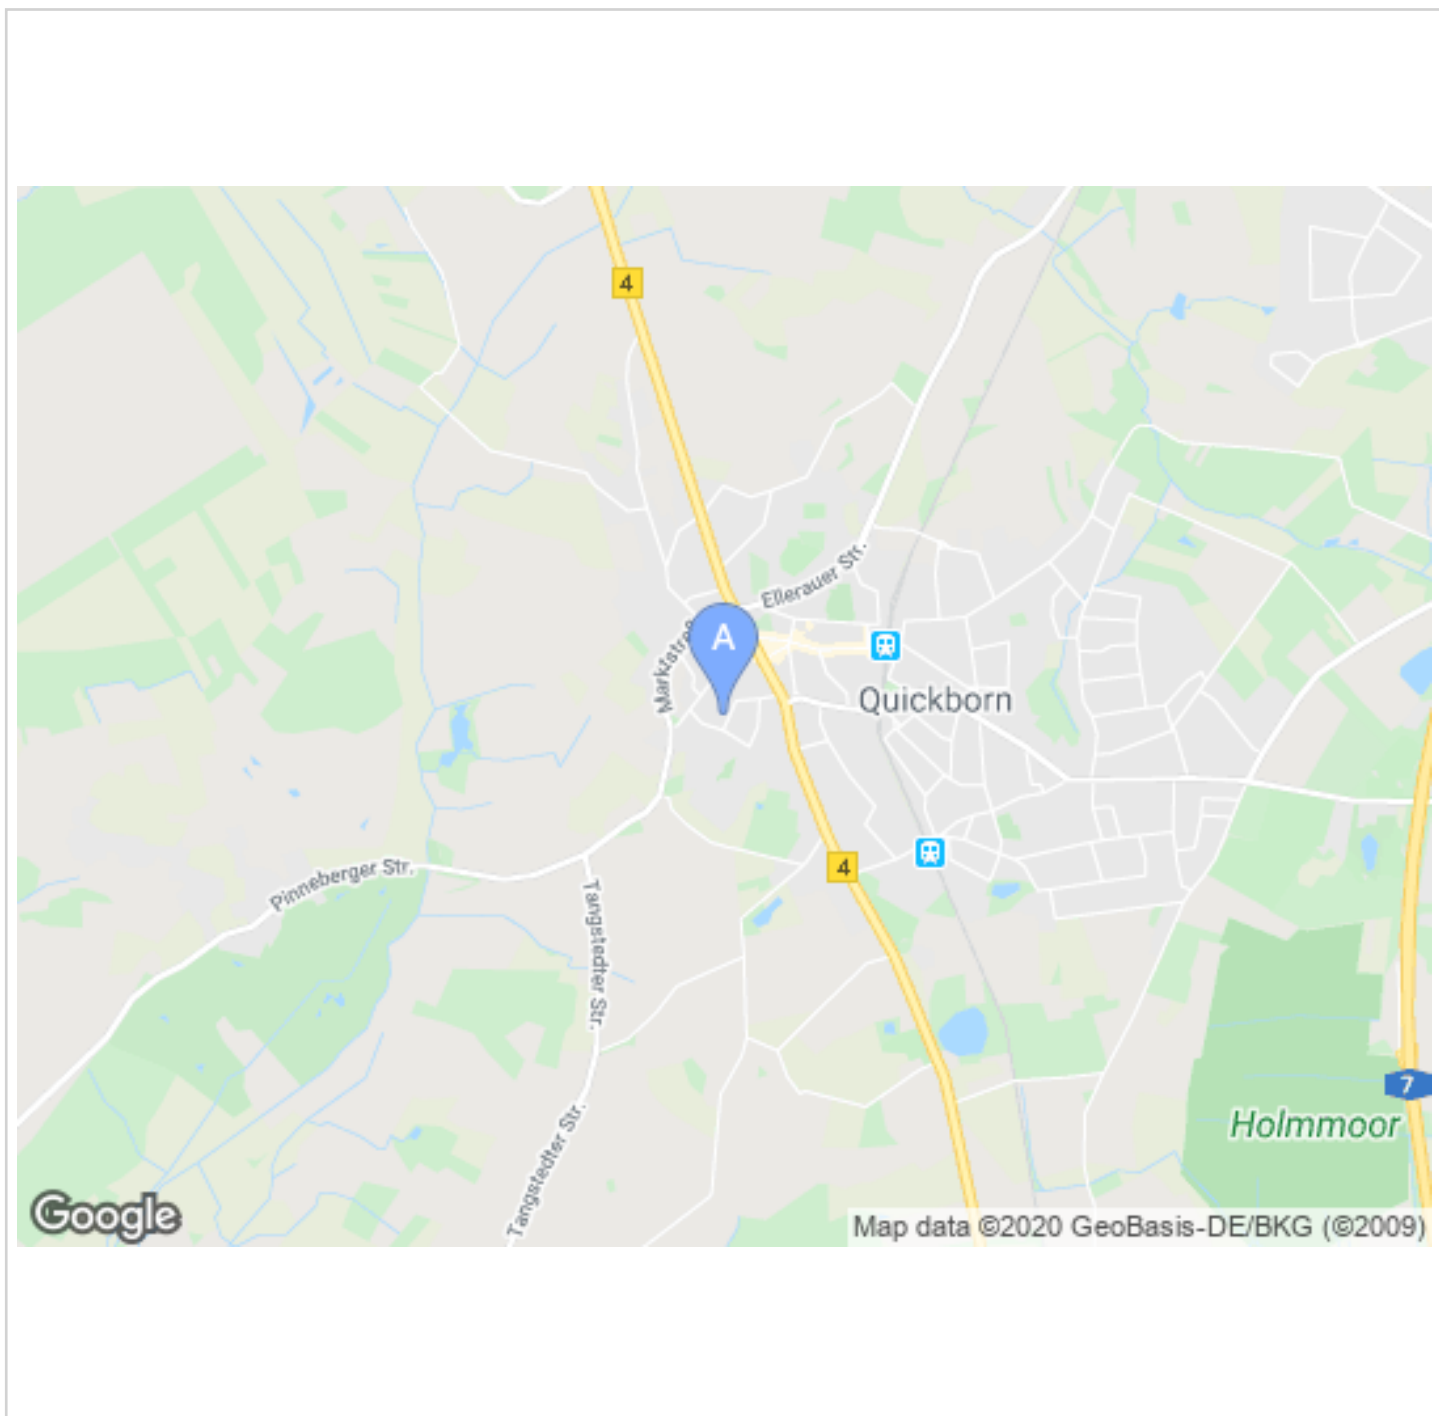 4
Ellerauer Str.
A
Marktstraß
Quickborn
4
Pinneberger Str.
Tangstedter Str.
7
Holmmoor
Tangstedter Str.
Google
Map data ©2020 GeoBasis-DE/BKG (©2009)